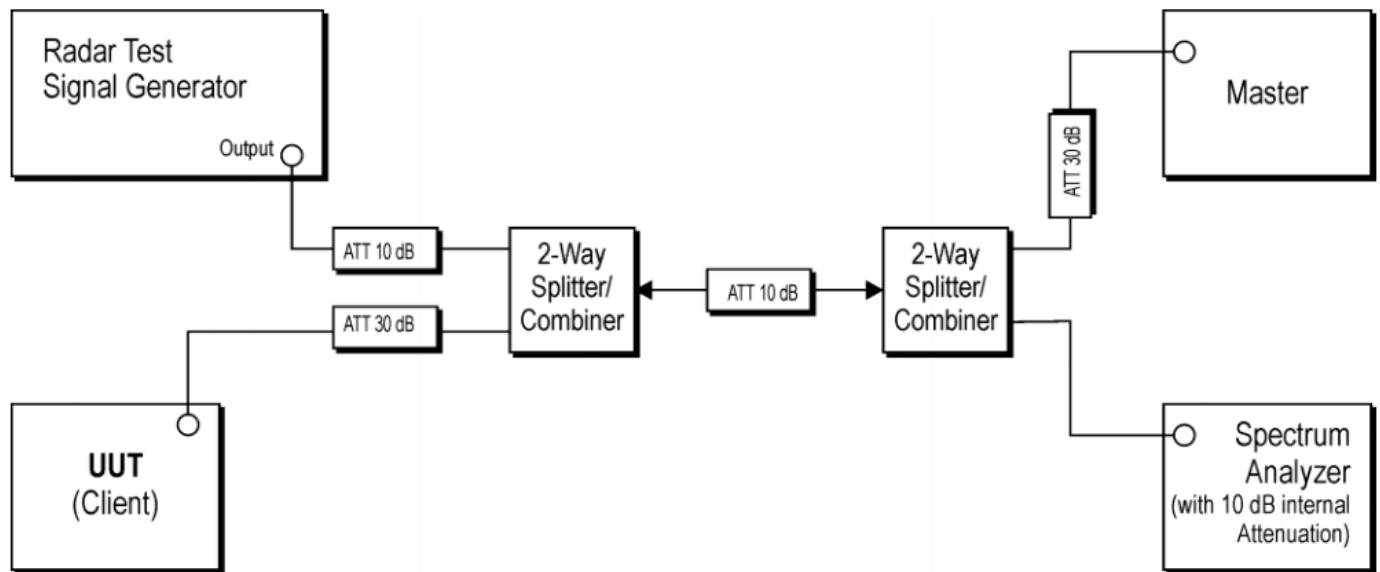 Radar Test
Signal Generator
Output
Master
ATT 30 dB
ATT 10 dB
2-Way
Splitter/
Combiner
ATT 10 dB
2-Way
Splitter/
Combiner
ATT 30 dB
UUT
(Client)
Spectrum
Analyzer
(with 10 dB internal
Attenuation)